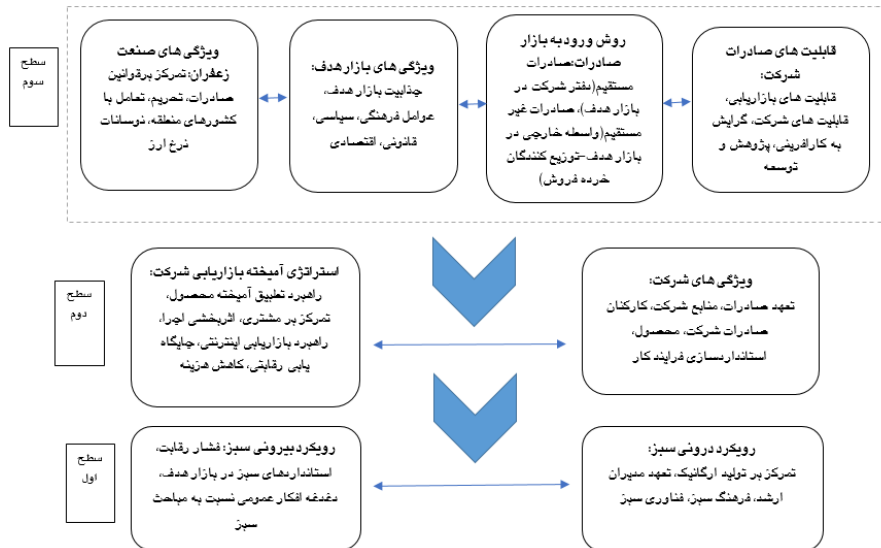 سطح
سوم
قابلیت های صادرات
شرکت:
قابلیت های بازاریابی،
قابلیت های شرکت، گرایش
به کارافرینی، پژوهش و
توسعه
روش ورود به بازار
صادرات:صادرات
مستقیم(دفتر شرکت در
بازار هدف)، صادرات غیر
مستقیم(واسطه خارجی در
بازار هدف-توزیع کنندگان
خرده فروش)
ویژگی های بازار هدف:
جذابیت بازار هدف،
عوامل فرهنگی، سیاسی،
قانونی، اقتصادی
ویژگی های صنعت
زعفران: تمرکز برقوانین
صادرات، تحریم، تعامل با
کشورهای منطقه، نوسانات
نرخ ارز
سطح
دوم
ویژگی های شرکت:
تعهد صادرات، منابع شرکت، کارکنان
صادرات شرکت، محصول،
استانداردسازی فرایند کار
استراتژی آمیخته بازاریابی شرکت:
راهبرد تطبیق آمیخته محصول،
تمرکز بر مشتری، اثربخشی اجرا،
راهبرد بازاریابی اینترنتی، جایگاه
یابی رقابتی، کاهش هزینه
سطح
اول
رویکرد درونی سبز:
تمرکز بر تولید ارگانیک، تعهد مدیران
ارشد، فرهنگ سبز، فناوری سبز
رویکرد بیرونی سبز: فشار رقابت،
استانداردهای سبز در بازار هدف،
دغدغه افکار عمومی نسبت به مباحث
سبز